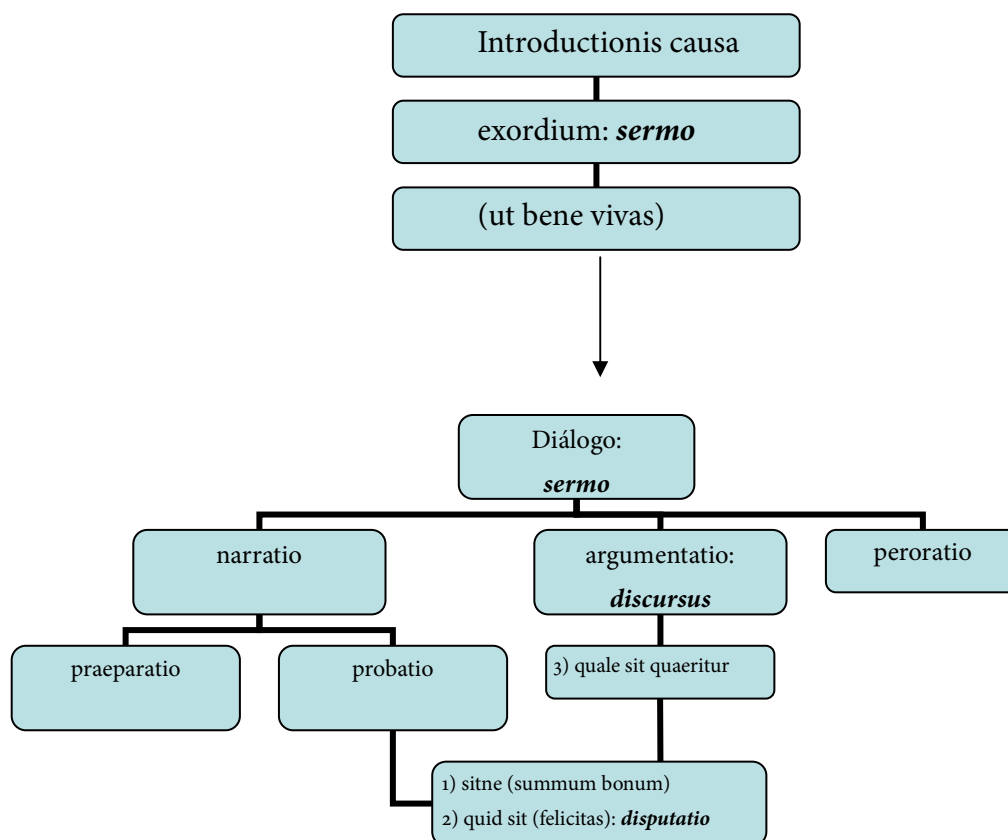 Introductionis causa
exordium: sermo
(ut bene vivas)
Diálogo:
sermo
narratio
argumentatio:
discursus
peroratio
praeparatio
probatio
3) quale sit quaeritur
1) sitne (summum bonum)
2) quid sit (felicitas): disputatio